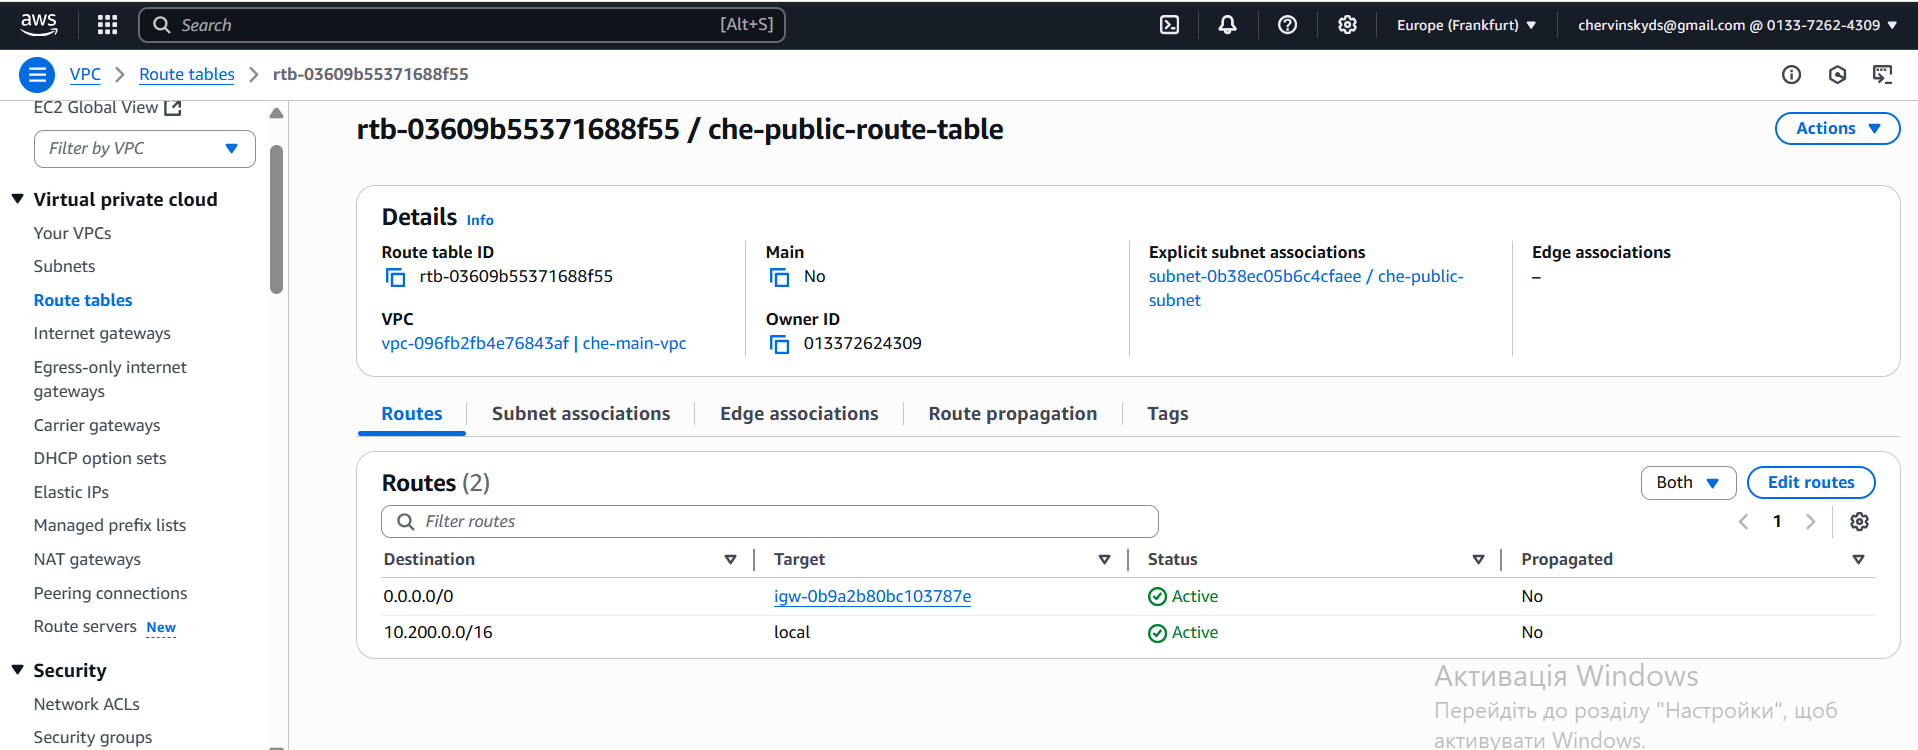 aws
Search [Alt+S] Europe (Frankfurt) chervinskyds@gmail.com @ 0133-7262-4309
VPC Route tables rtb-03609b55371688f55
EC2 Global View
Filter by VPC
Virtual private cloud
Your VPCs
Subnets
Route tables
Internet gateways
Egress-only internet
gateways
Carrier gateways
DHCP option sets
Elastic IPs
Managed prefix lists
NAT gateways
Peering connections
Route servers New
Security
Network ACLs
Security groups
rtb-03609b55371688f55 / che-public-route-table
Actions
Details Info
Route table ID
rtb-03609b55371688f55
Main
No
Explicit subnet associations
subnet-0b38ec05b6c4cfaee / che-public-
subnet
Edge associations
–
VPC
vpc-096fb2fb4e76843af | che-main-vpc
Owner ID
013372624309
Routes Subnet associations Edge associations Route propagation Tags
Routes (2)
Both Edit routes
Filter routes
1
Destination Target Status Propagated
0.0.0.0/0 igw-0b9a2b80bc103787e Active No
10.200.0.0/16 local Active No
Активація Windows
Перейдіть до розділу "Настройки", щоб
активувати Windows.